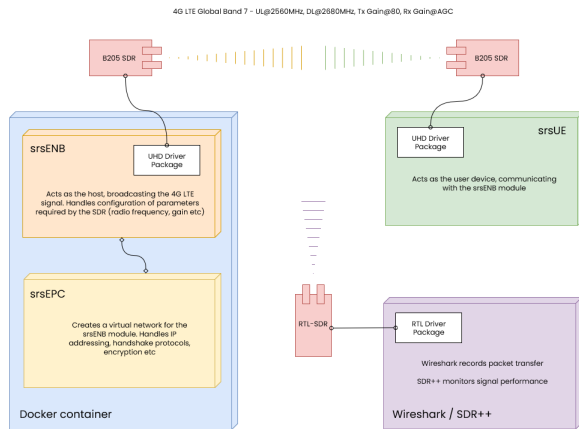 4G LTE Global Band 7 - UL@2560MHz, DL@2680MHz, Tx Gain@80, Rx Gain@AGC
B205 SDR
B205 SDR
srsENB
UHD Driver
Package
Acts as the host, broadcasting the 4G LTE
signal. Handles configuration of parameters
required by the SDR (radio frequency, gain etc)
srsUE
UHD Driver
Package
Acts as the user device, communicating
with the srsENB module
srsEPC
Creates a virtual network for the
srsENB module. Handles IP
addressing, handshake protocols,
encryption etc
Docker container
RTL-SDR
RTL Driver
Package
Wireshark records packet transfer
SDR++ monitors signal performance
Wireshark / SDR++